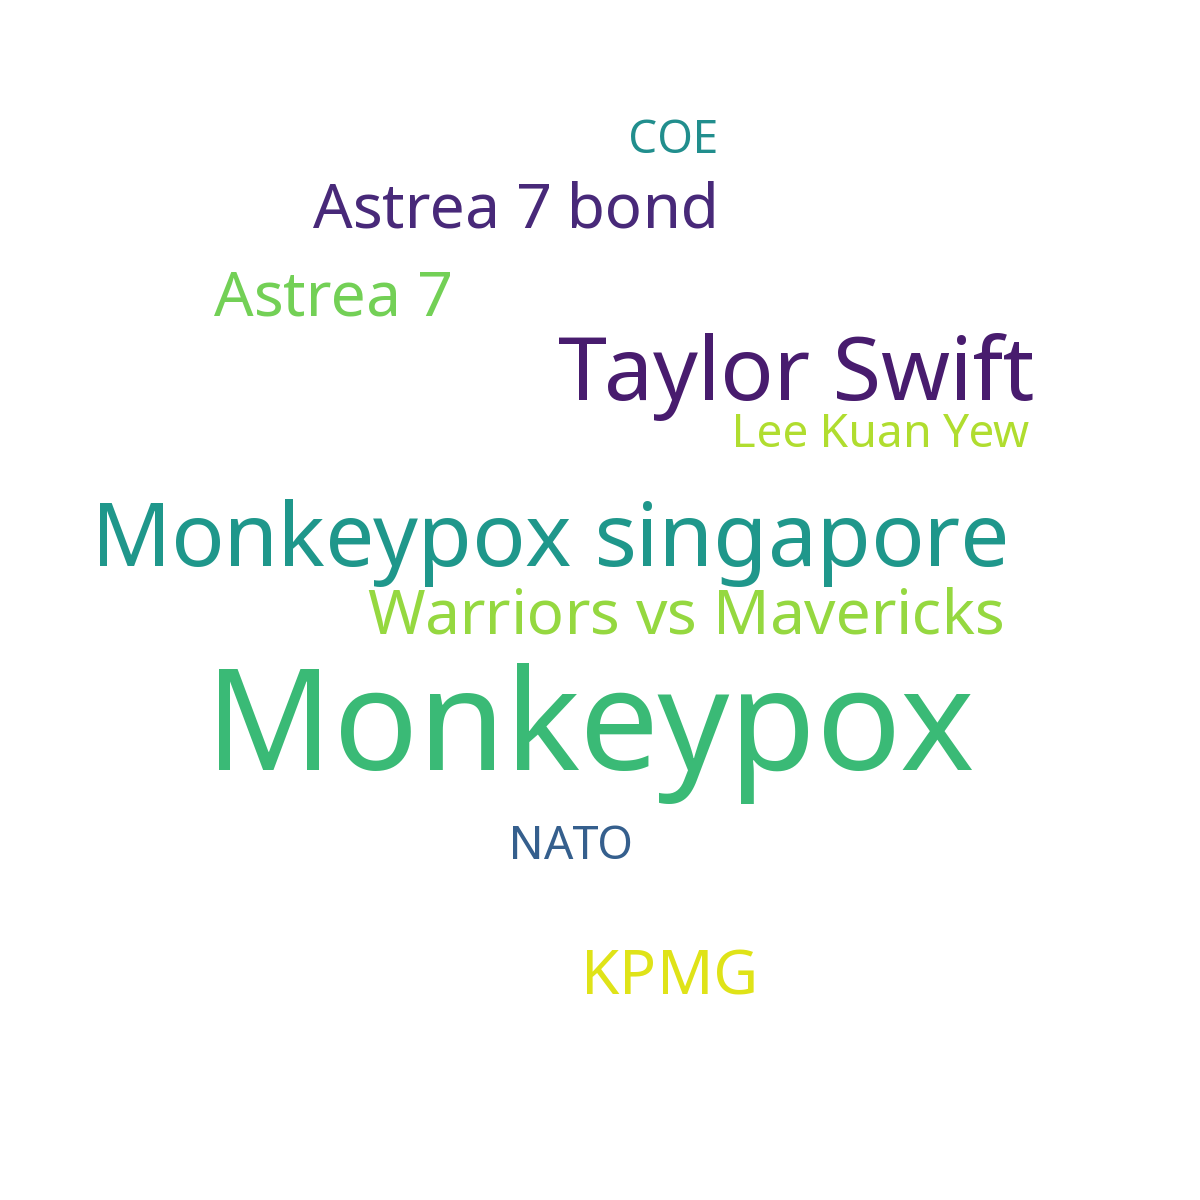 COE
Astrea 7 bond
Astrea 7
Taylor Swift
Lee Kuan Yew
Monkeypox singapore
Warriors vs Mavericks
Monkeypox
NATO
KPMG